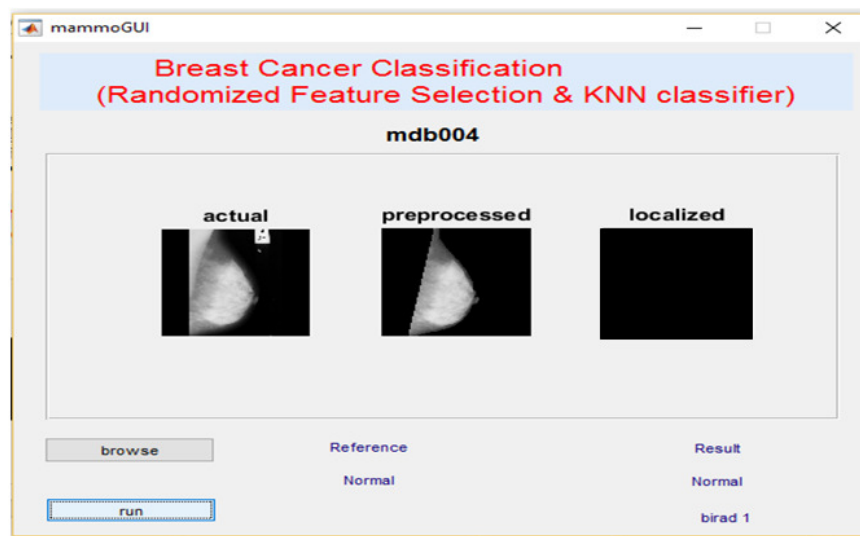 mammoGUI
Breast Cancer Classification
(Randomized Feature Selection & KNN classifier)
mdb004
actual
preprocessed
localized
browse
Reference
Result
Normal
Normal
run
birad 1